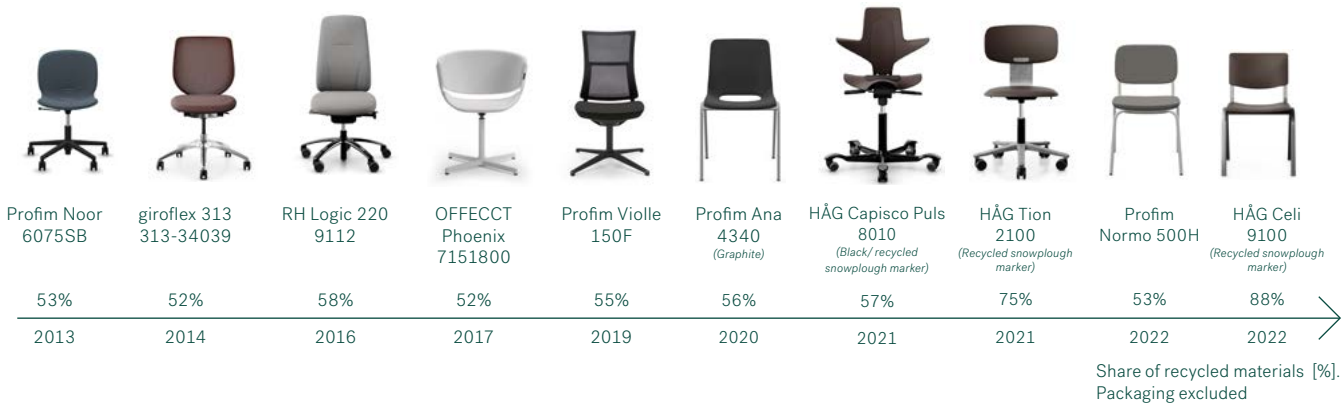 Profim Noor
6075SB
giroflex 313
313-34039
RH Logic 220
9112
OFFECCT
Phoenix
7151800
Profim Violle
150F
Profim Ana
4340
(Graphite)
HÅG Capisco Puls
8010
(Black/ recycled
snowplough marker)
HÅG Tion
2100
(Recycled snowplough
marker)
Profim
Normo 500H
HÅG Celi
9100
(Recycled snowplough
marker)
53% 52% 58% 52% 55% 56% 57% 75% 53% 88%
2013 2014 2016 2017 2019 2020 2021 2021 2022 2022
Share of recycled materials [%].
Packaging excluded